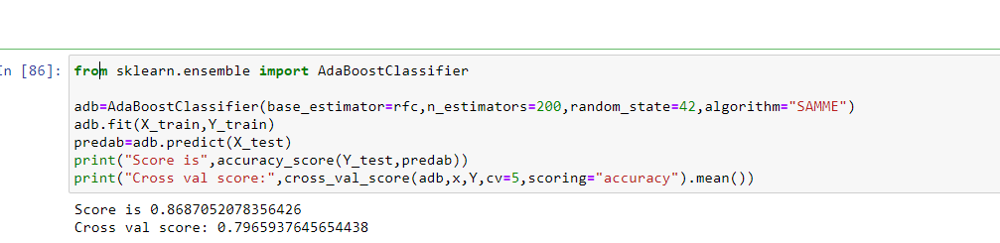 In [86]: from sklearn.ensemble import AdaBoostClassifier
adb=AdaBoostClassifier(base_estimator=rfc,n_estimators=200,random_state=42,algorithm="SAMME")
adb.fit(X_train,Y_train)
predab=adb.predict(X_test)
print("Score is",accuracy_score(Y_test,predab))
print("Cross val score:",cross_val_score(adb,x,Y,cv=5,scoring="accuracy").mean())
Score is 0.8687052078356426
Cross val score: 0.7965937645654438